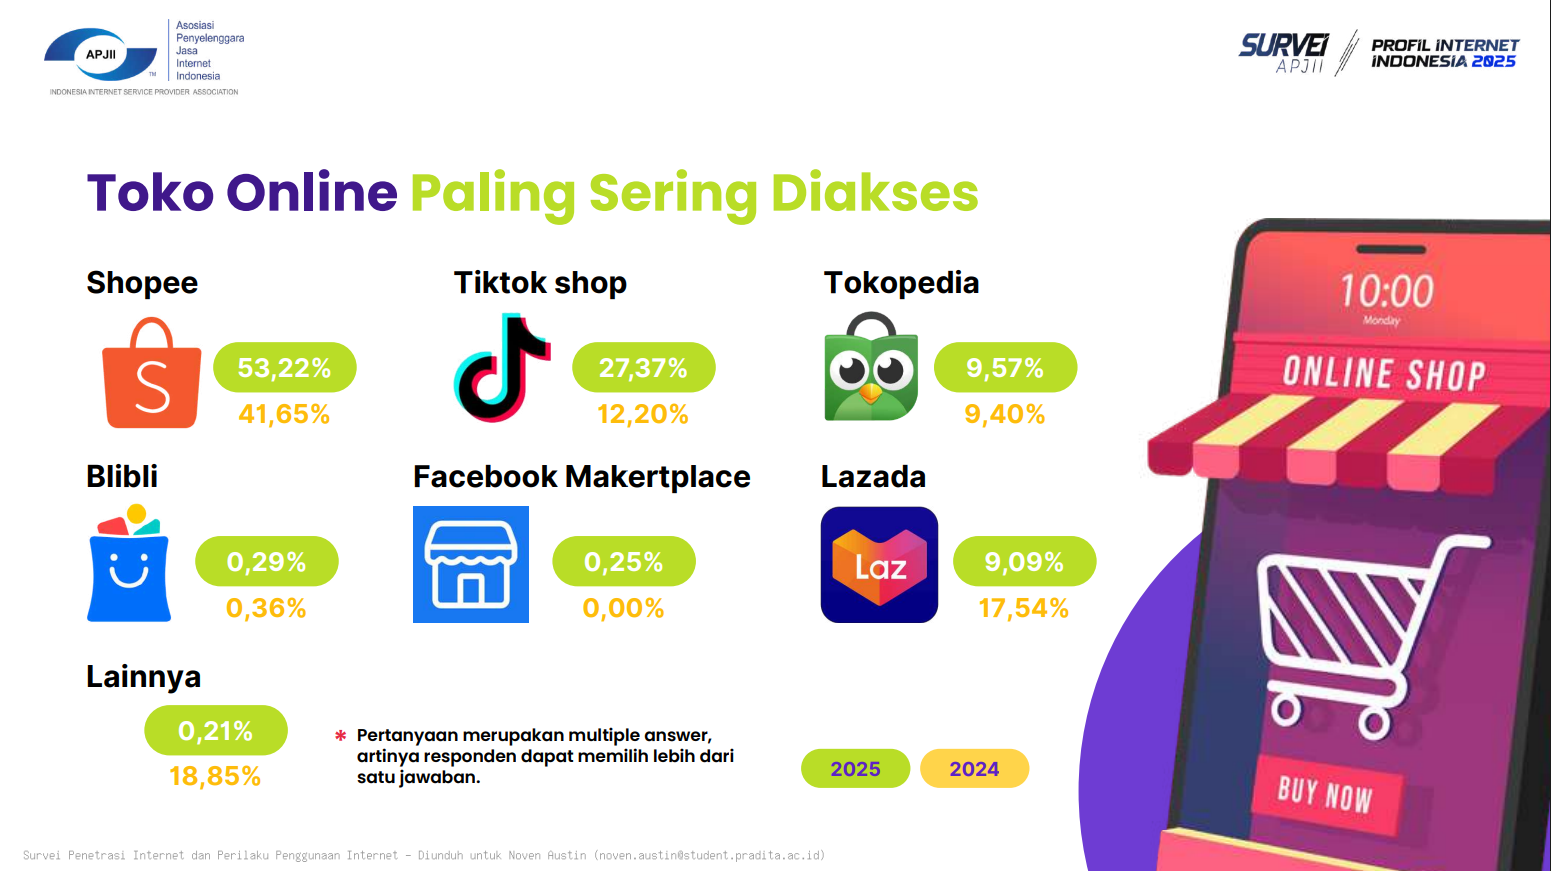 APJII
TM
Asosiasi
Penyelenggara
Jasa
Internet
Indonesia
INDONESIA INTERNET SERVICE PROVIDER ASSOCIATION
SURVEI
APJII
PROFIL INTERNET
INDONESIA 2025
Toko Online Paling Sering Diakses
Shopee
S
53,22%
41,65%
Tiktok shop
27,37%
12,20%
Tokopedia
9,57%
9,40%
Blibli
0,29%
0,36%
Facebook Makertplace
0,25%
0,00%
Lazada
Laz
9,09%
17,54%
Lainnya
0,21%
18,85%
* Pertanyaan merupakan multiple answer,
artinya responden dapat memilih lebih dari
satu jawaban.
2025
2024
10:00
Monday
ONLINE SHOP
BUY NOW
Survei Penetrasi Internet dan Perilaku Penggunaan Internet - Diunduh untuk Noven Austin (noven.austin@student.pradita.ac.id)